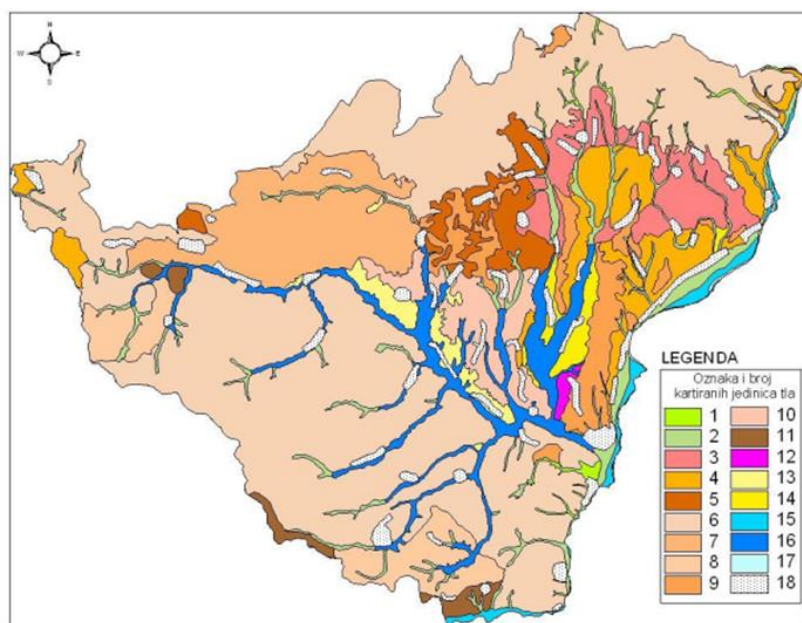 N
W E
S
LEGENDA
Oznaka i broj
kartiranih jedinica tla
1 10
2 11
3 12
4 13
5 14
6 15
7 16
8 17
9 18